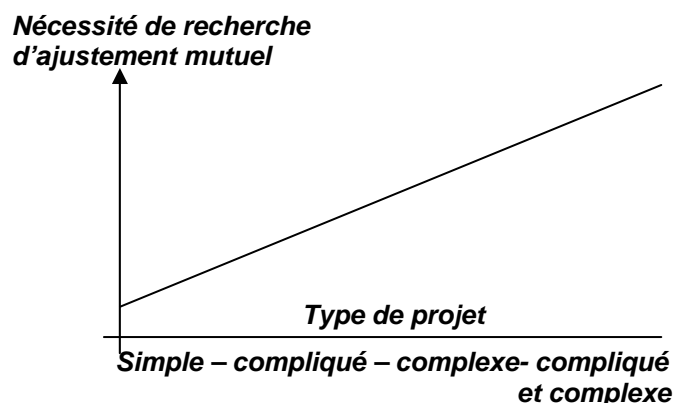 Nécessité de recherche
d'ajustement mutuel
Type de projet
Simple – compliqué – complexe- compliqué
et complexe